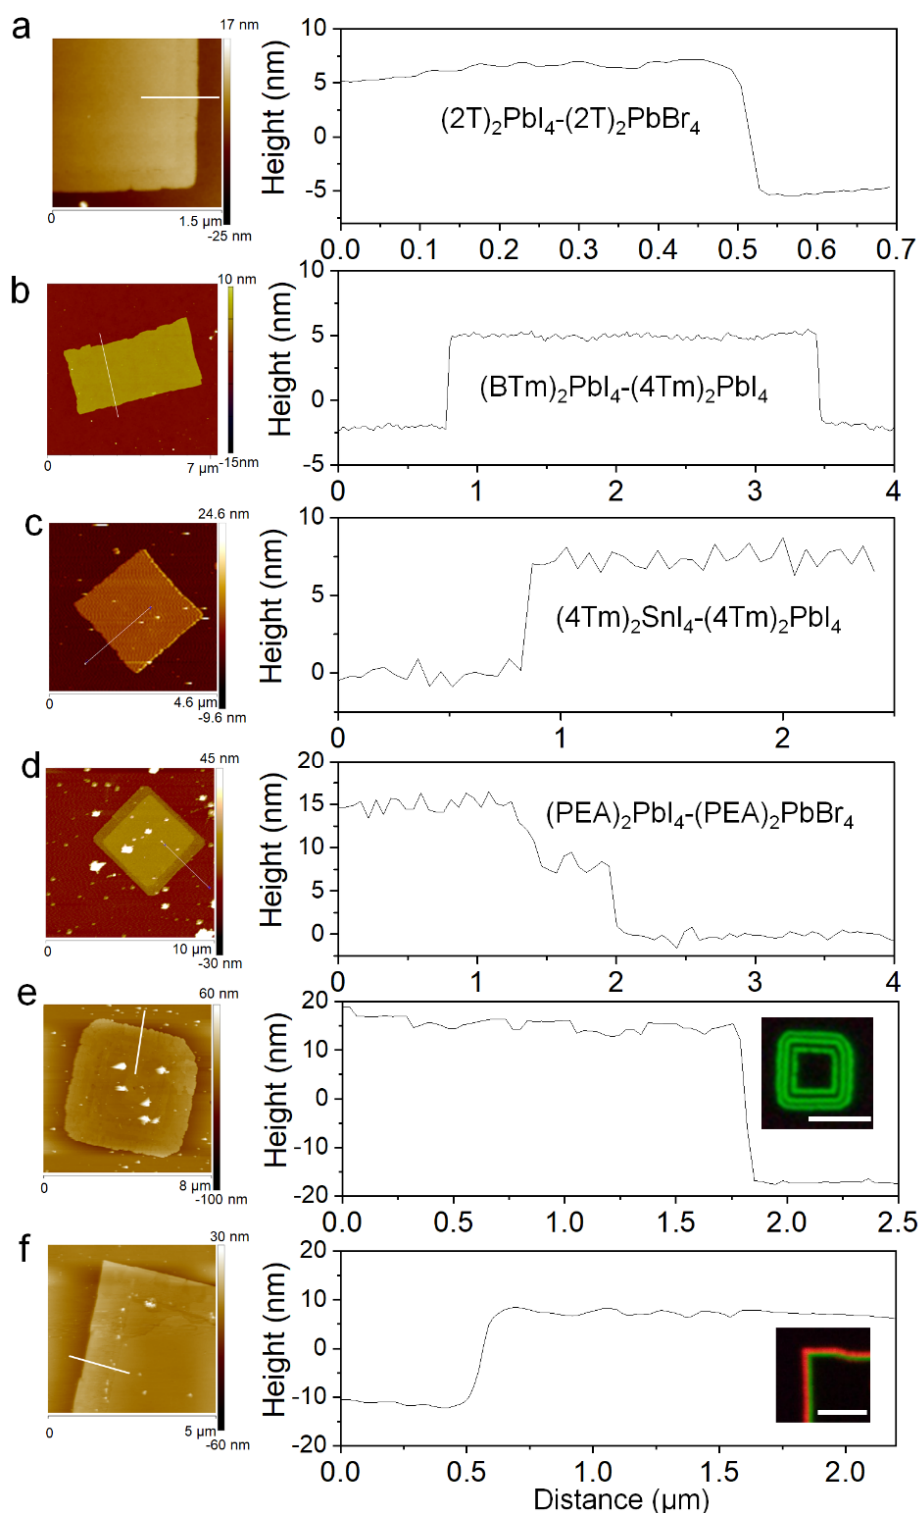 a
17 nm
0
1.5 µm
-25 nm
Height (nm)
10
5
0
-5
(2T)₂PbI₄-(2T)₂PbBr₄
0.0 0.1 0.2 0.3 0.4 0.5 0.6 0.7
b
10 nm
0
7 µm
-15nm
Height (nm)
10
5
0
-5
(BTm)₂PbI₄-(4Tm)₂PbI₄
0 1 2 3 4
c
24.6 nm
0
4.6 µm
-9.6 nm
Height (nm)
10
5
0
(4Tm)₂SnI₄-(4Tm)₂PbI₄
0 1 2
d
45 nm
0
10 µm
-30 nm
Height (nm)
20
15
10
5
0
(PEA)₂PbI₄-(PEA)₂PbBr₄
0 1 2 3 4
e
60 nm
0
8 µm
-100 nm
Height (nm)
20
10
0
-10
-20
0.0 0.5 1.0 1.5 2.0 2.5
f
30 nm
0
5 µm
-60 nm
Height (nm)
20
10
0
-10
-20
0.0 0.5 1.0 1.5 2.0
Distance (µm)